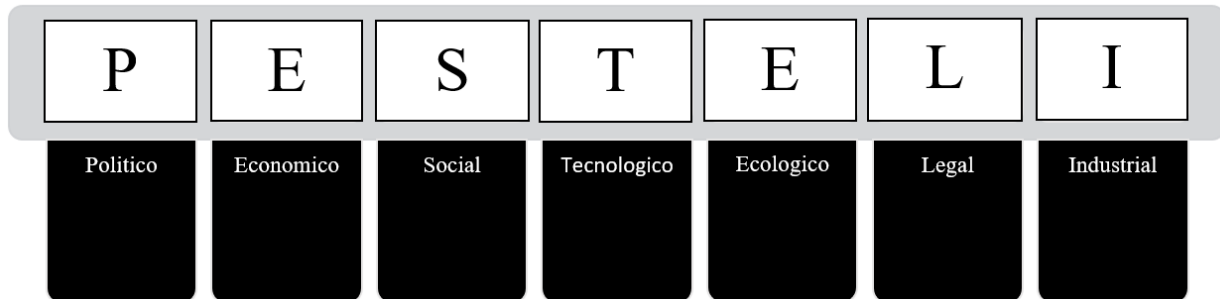 P E S T E L I
Politico Economico Social Tecnologico Ecologico Legal Industrial